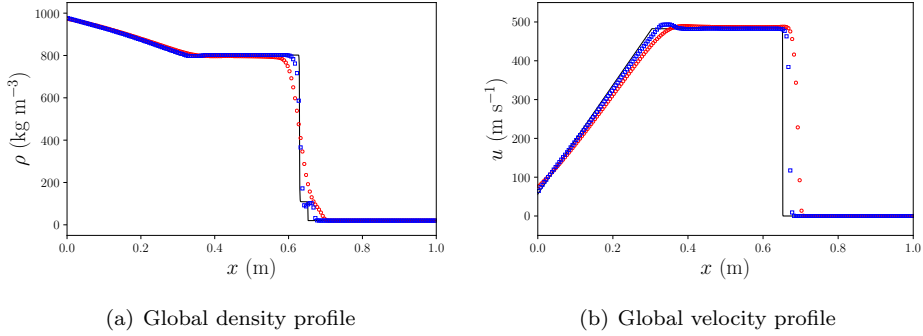 1000
800
600
400
200
0
ρ (kg m⁻³)
0.0 0.2 0.4 0.6 0.8 1.0
x (m)
500
400
300
200
100
0
u (m s⁻¹)
0.0 0.2 0.4 0.6 0.8 1.0
x (m)
(a) Global density profile
(b) Global velocity profile